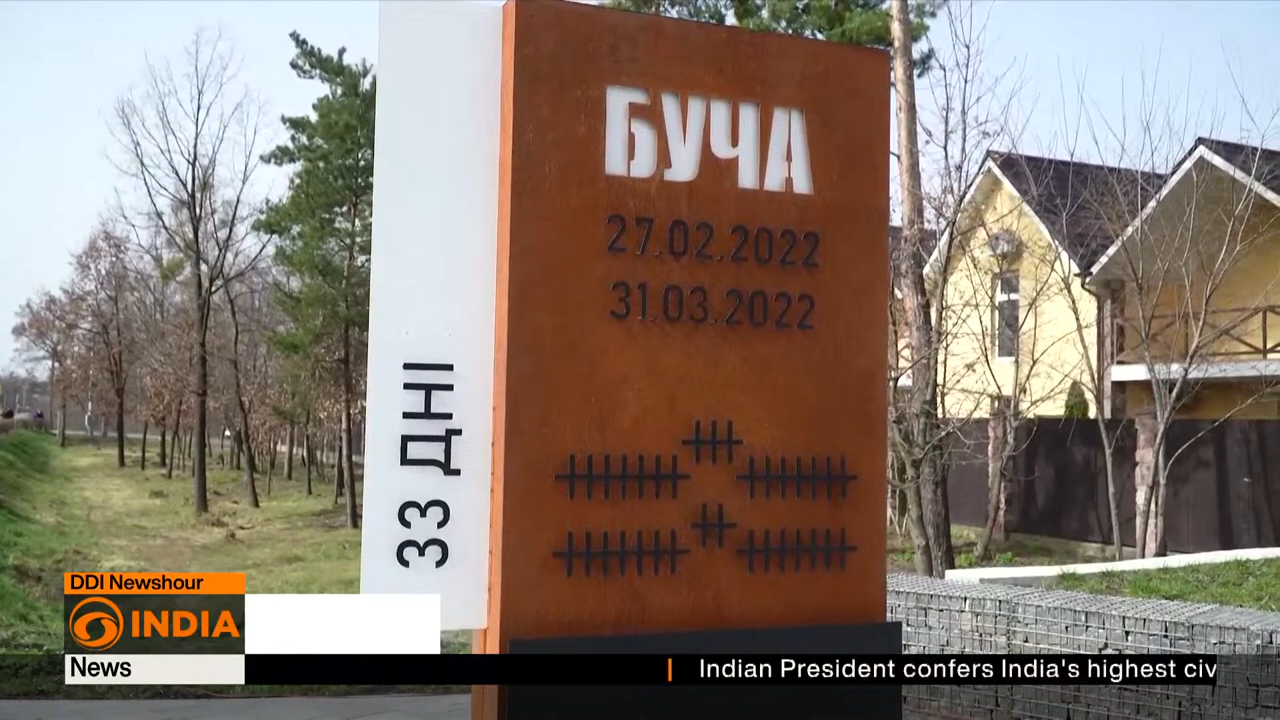 БУЧА
27.02.2022
31.03.2022
33 ДНІ
DDI Newshour
INDIA
News
Indian President confers India's highest civ